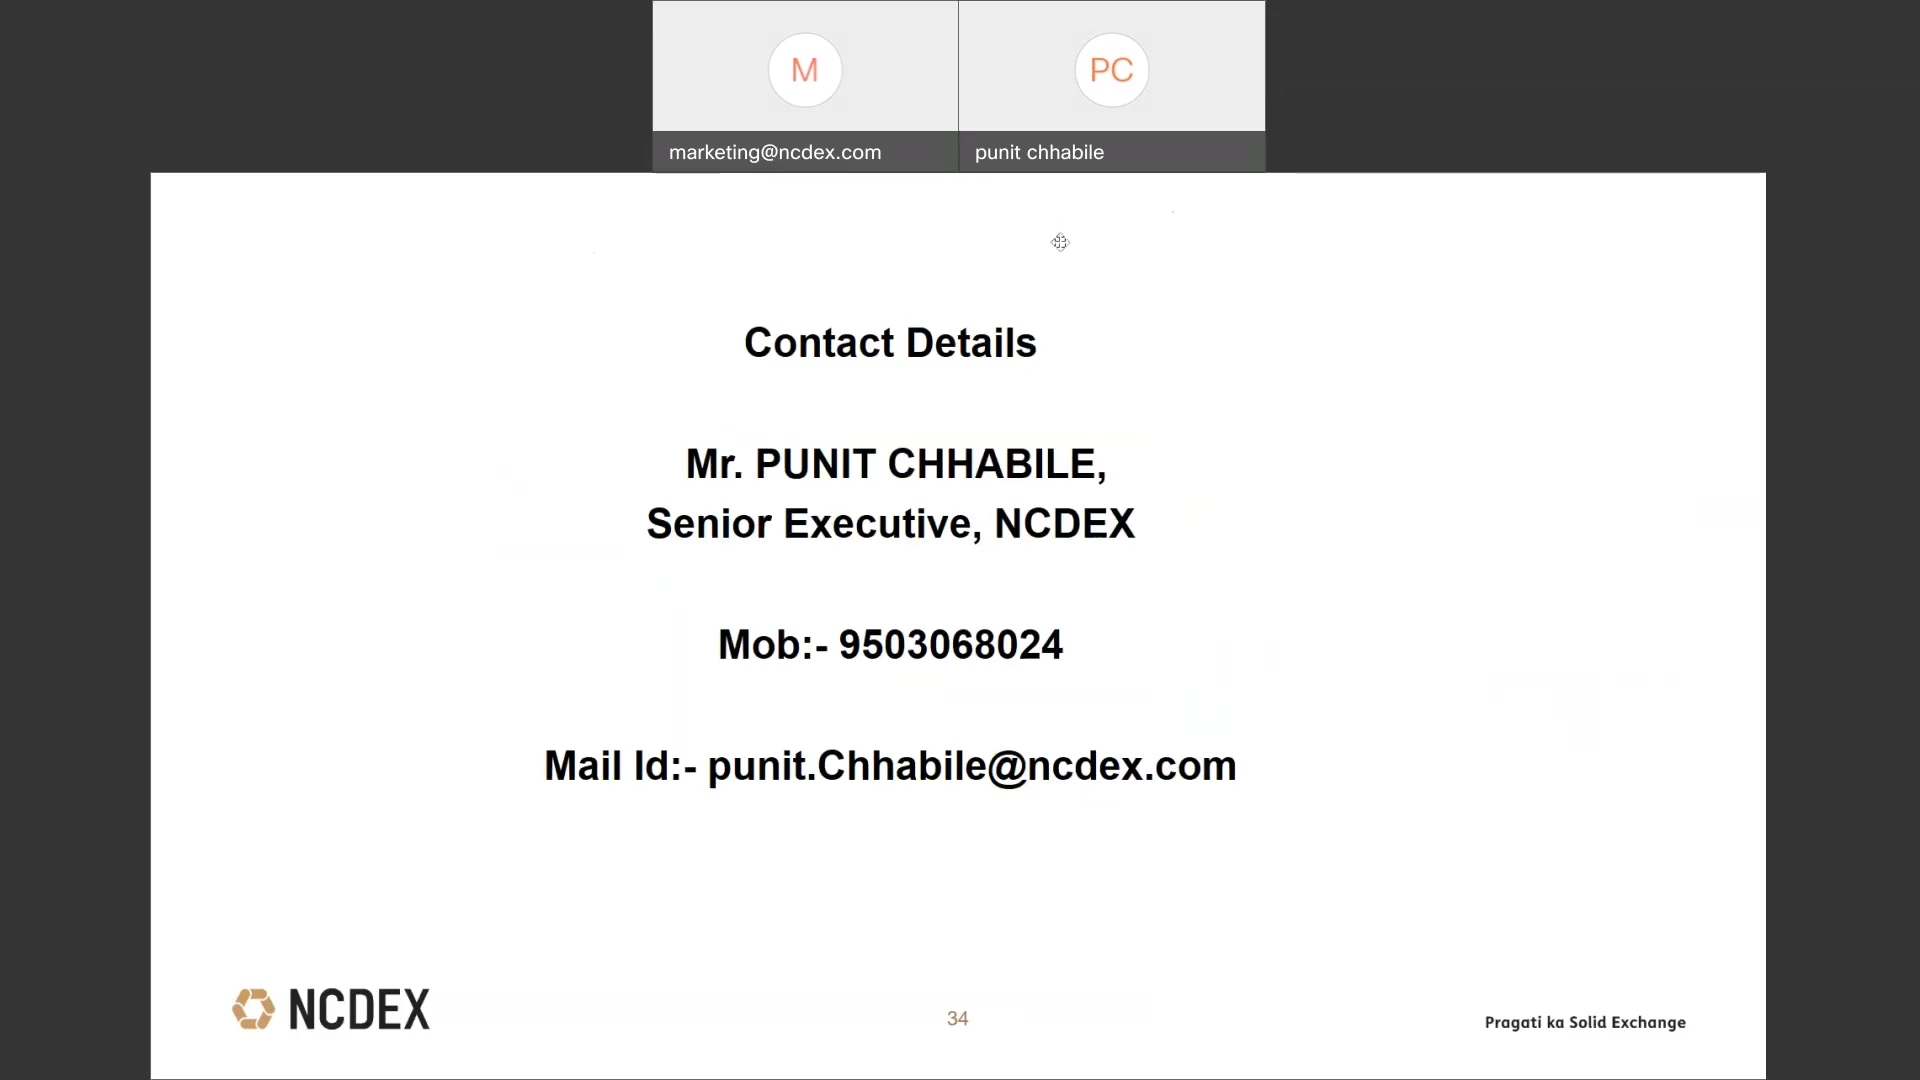 M
PC
marketing@ncdex.com
punit chhabile
Contact Details
Mr. PUNIT CHHABILE,
Senior Executive, NCDEX
Mob:- 9503068024
Mail Id:- punit.Chhabile@ncdex.com
NCDEX
34
Pragati ka Solid Exchange